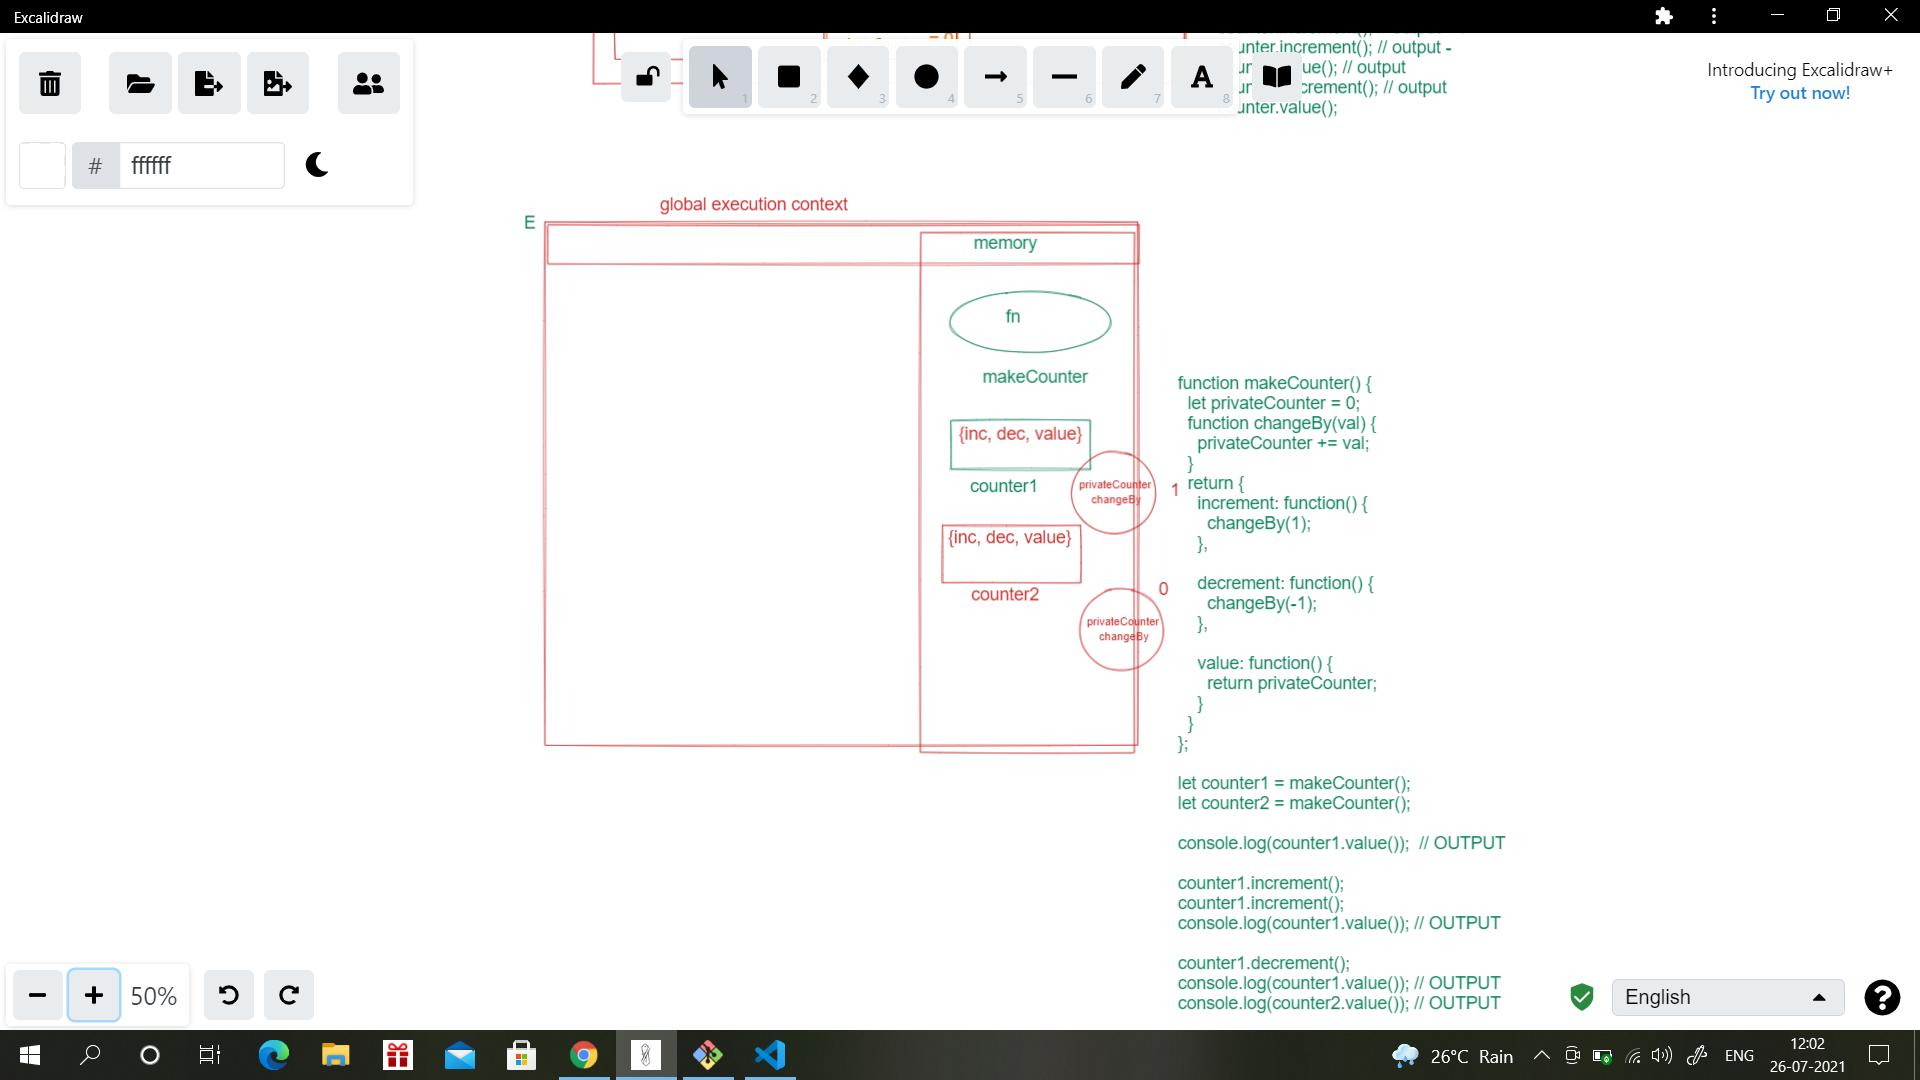 Excalidraw
unter.increment(); // output -
ue(); // output
crement(); // output
unter.value();
1
2
3
4
5
6
7
A
8
Introducing Excalidraw+
Try out now!
# ffffff
global execution context
E
memory
fn
makeCounter
{inc, dec, value}
counter1
privateCounter
changeBy
1
{inc, dec, value}
counter2
0
privateCounter
changeBy
function makeCounter() {
let privateCounter = 0;
function changeBy(val) {
privateCounter += val;
}
return {
increment: function() {
changeBy(1);
},
decrement: function() {
changeBy(-1);
},
value: function() {
return privateCounter;
}
}
};
let counter1 = makeCounter();
let counter2 = makeCounter();
console.log(counter1.value());  // OUTPUT
counter1.increment();
counter1.increment();
console.log(counter1.value()); // OUTPUT
counter1.decrement();
console.log(counter1.value()); // OUTPUT
console.log(counter2.value()); // OUTPUT
50%
English
26°C Rain
ENG
12:02
26-07-2021